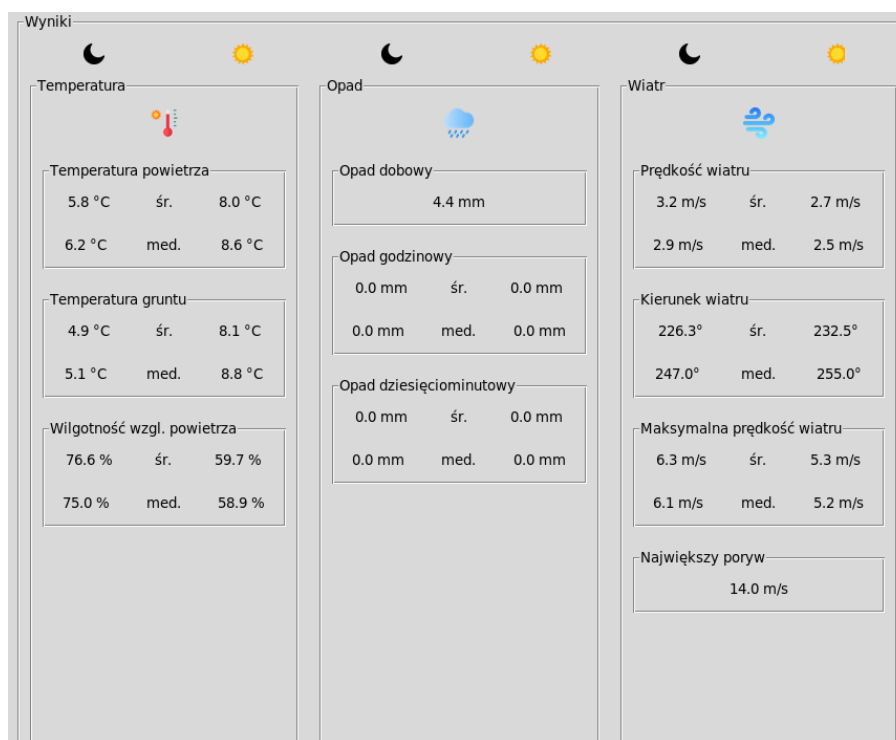 Wyniki
Temperatura
Temperatura powietrza
5.8 °C śr. 8.0 °C
6.2 °C med. 8.6 °C
Temperatura gruntu
4.9 °C śr. 8.1 °C
5.1 °C med. 8.8 °C
Wilgotność wzgl. powietrza
76.6 % śr. 59.7 %
75.0 % med. 58.9 %
Opad
Opad dobowy
4.4 mm
Opad godzinowy
0.0 mm śr. 0.0 mm
0.0 mm med. 0.0 mm
Opad dziesięciominutowy
0.0 mm śr. 0.0 mm
0.0 mm med. 0.0 mm
Wiatr
Prędkość wiatru
3.2 m/s śr. 2.7 m/s
2.9 m/s med. 2.5 m/s
Kierunek wiatru
226.3° śr. 232.5°
247.0° med. 255.0°
Maksymalna prędkość wiatru
6.3 m/s śr. 5.3 m/s
6.1 m/s med. 5.2 m/s
Największy poryw
14.0 m/s